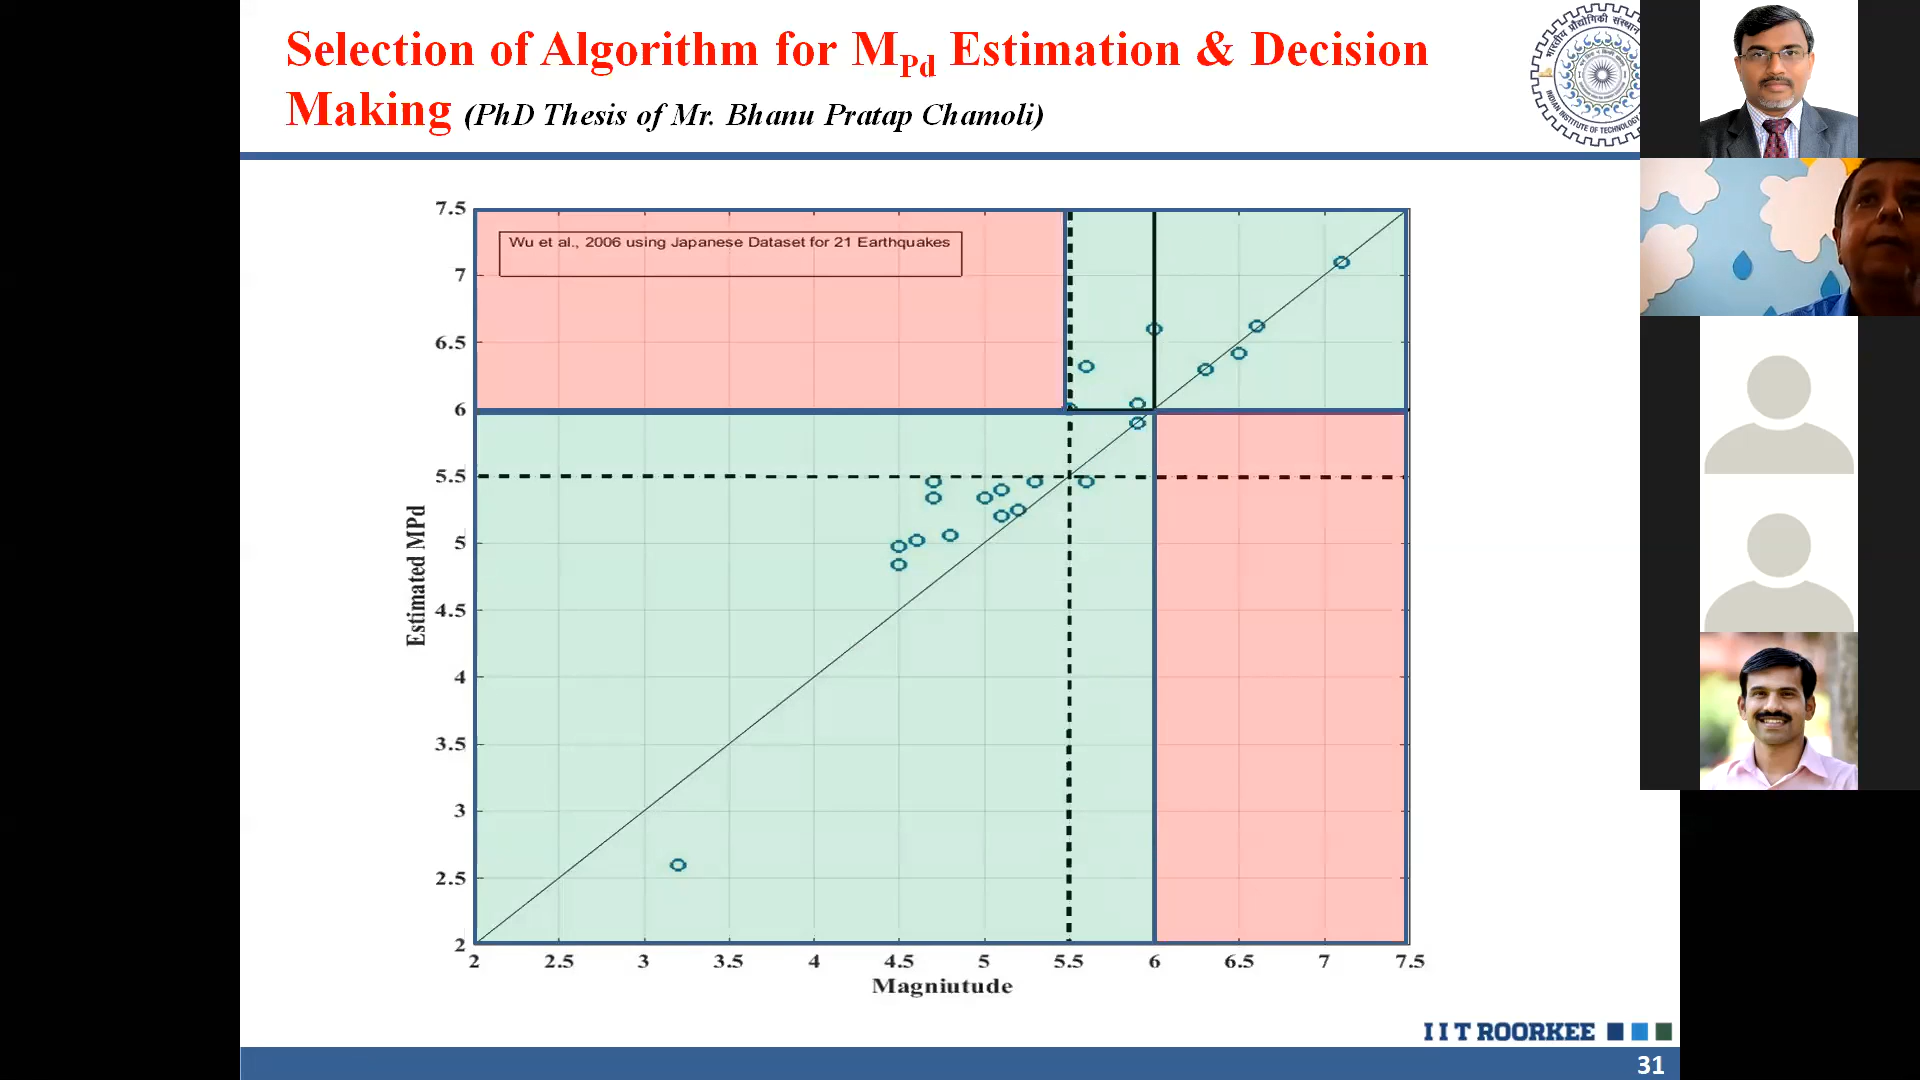 Selection of Algorithm for MPd Estimation & Decision
Making (PhD Thesis of Mr. Bhanu Pratap Chamoli)
7.5
Wu et al., 2006 using Japanese Dataset for 21 Earthquakes
7
6.5
6
5.5
5
4.5
4
3.5
3
2.5
2
Estimated MPd
2 2.5 3 3.5 4 4.5 5 5.5 6 6.5 7 7.5
Magniutude
IIT ROORKEE
31